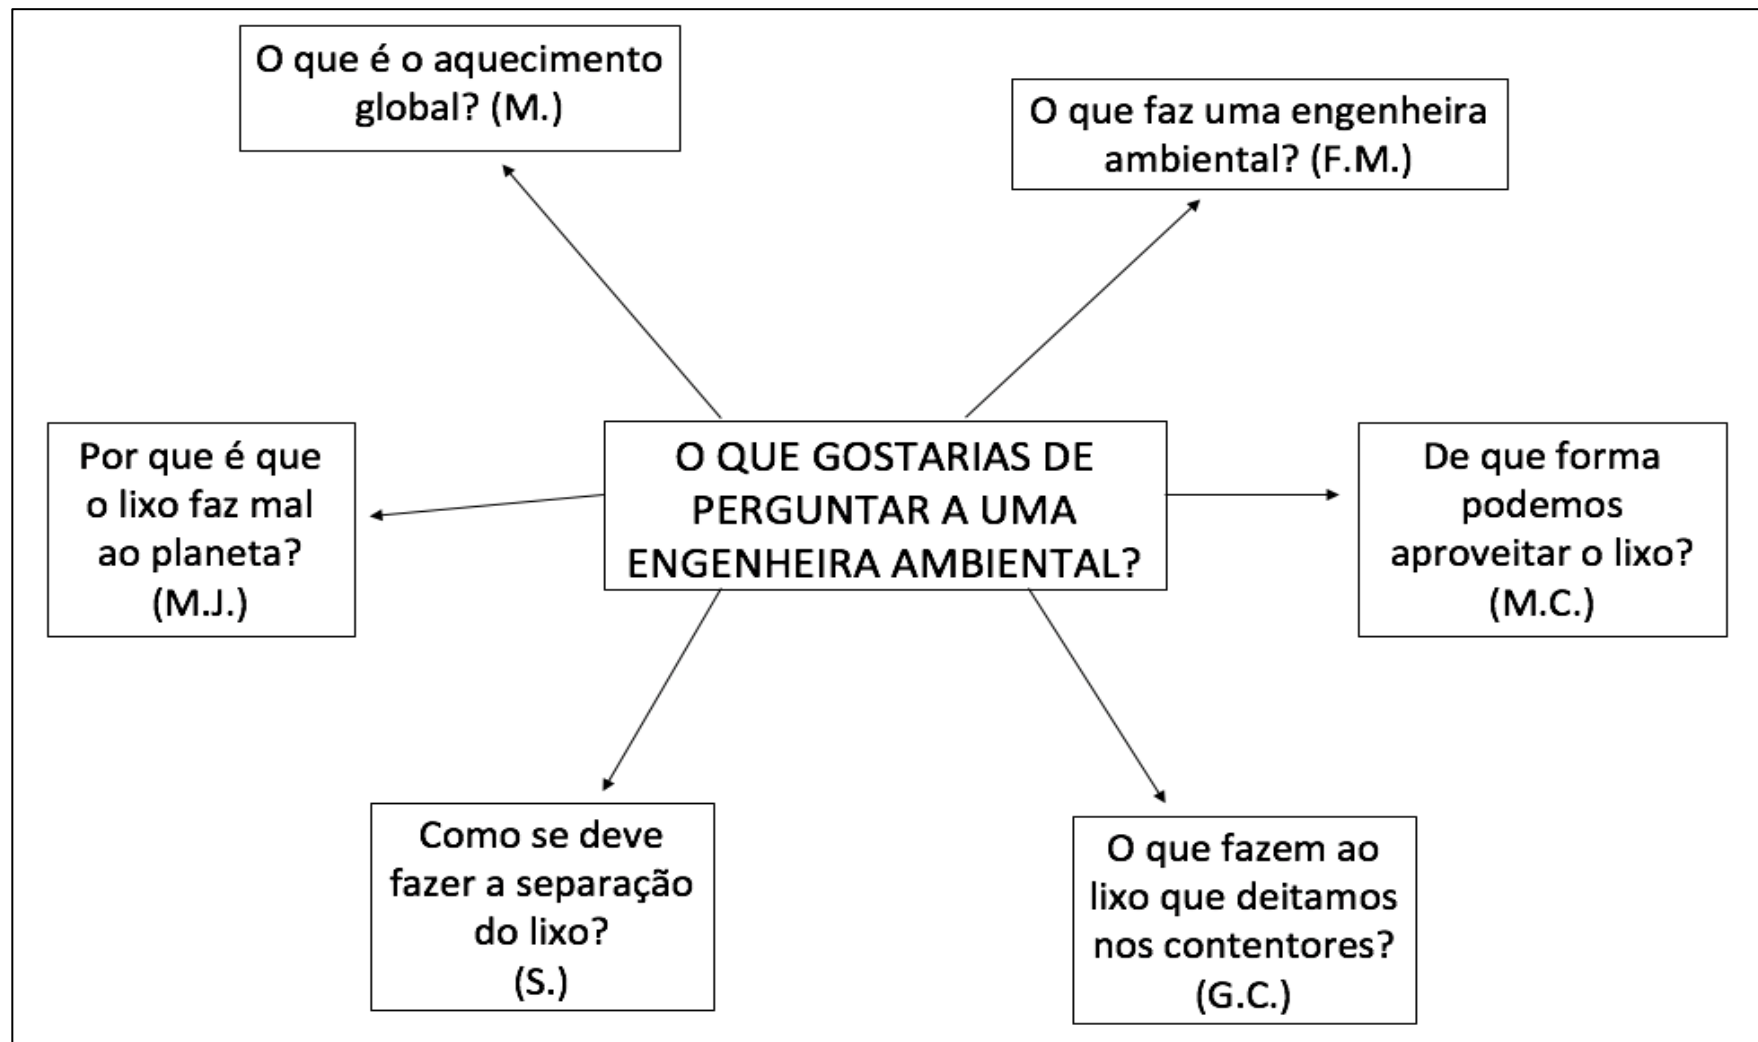 O que é o aquecimento
global? (M.)
O que faz uma engenheira
ambiental? (F.M.)
Por que é que
o lixo faz mal
ao planeta?
(M.J.)
O QUE GOSTARIAS DE
PERGUNTAR A UMA
ENGENHEIRA AMBIENTAL?
De que forma
podemos
aproveitar o lixo?
(M.C.)
Como se deve
fazer a separação
do lixo?
(S.)
O que fazem ao
lixo que deitamos
nos contentores?
(G.C.)